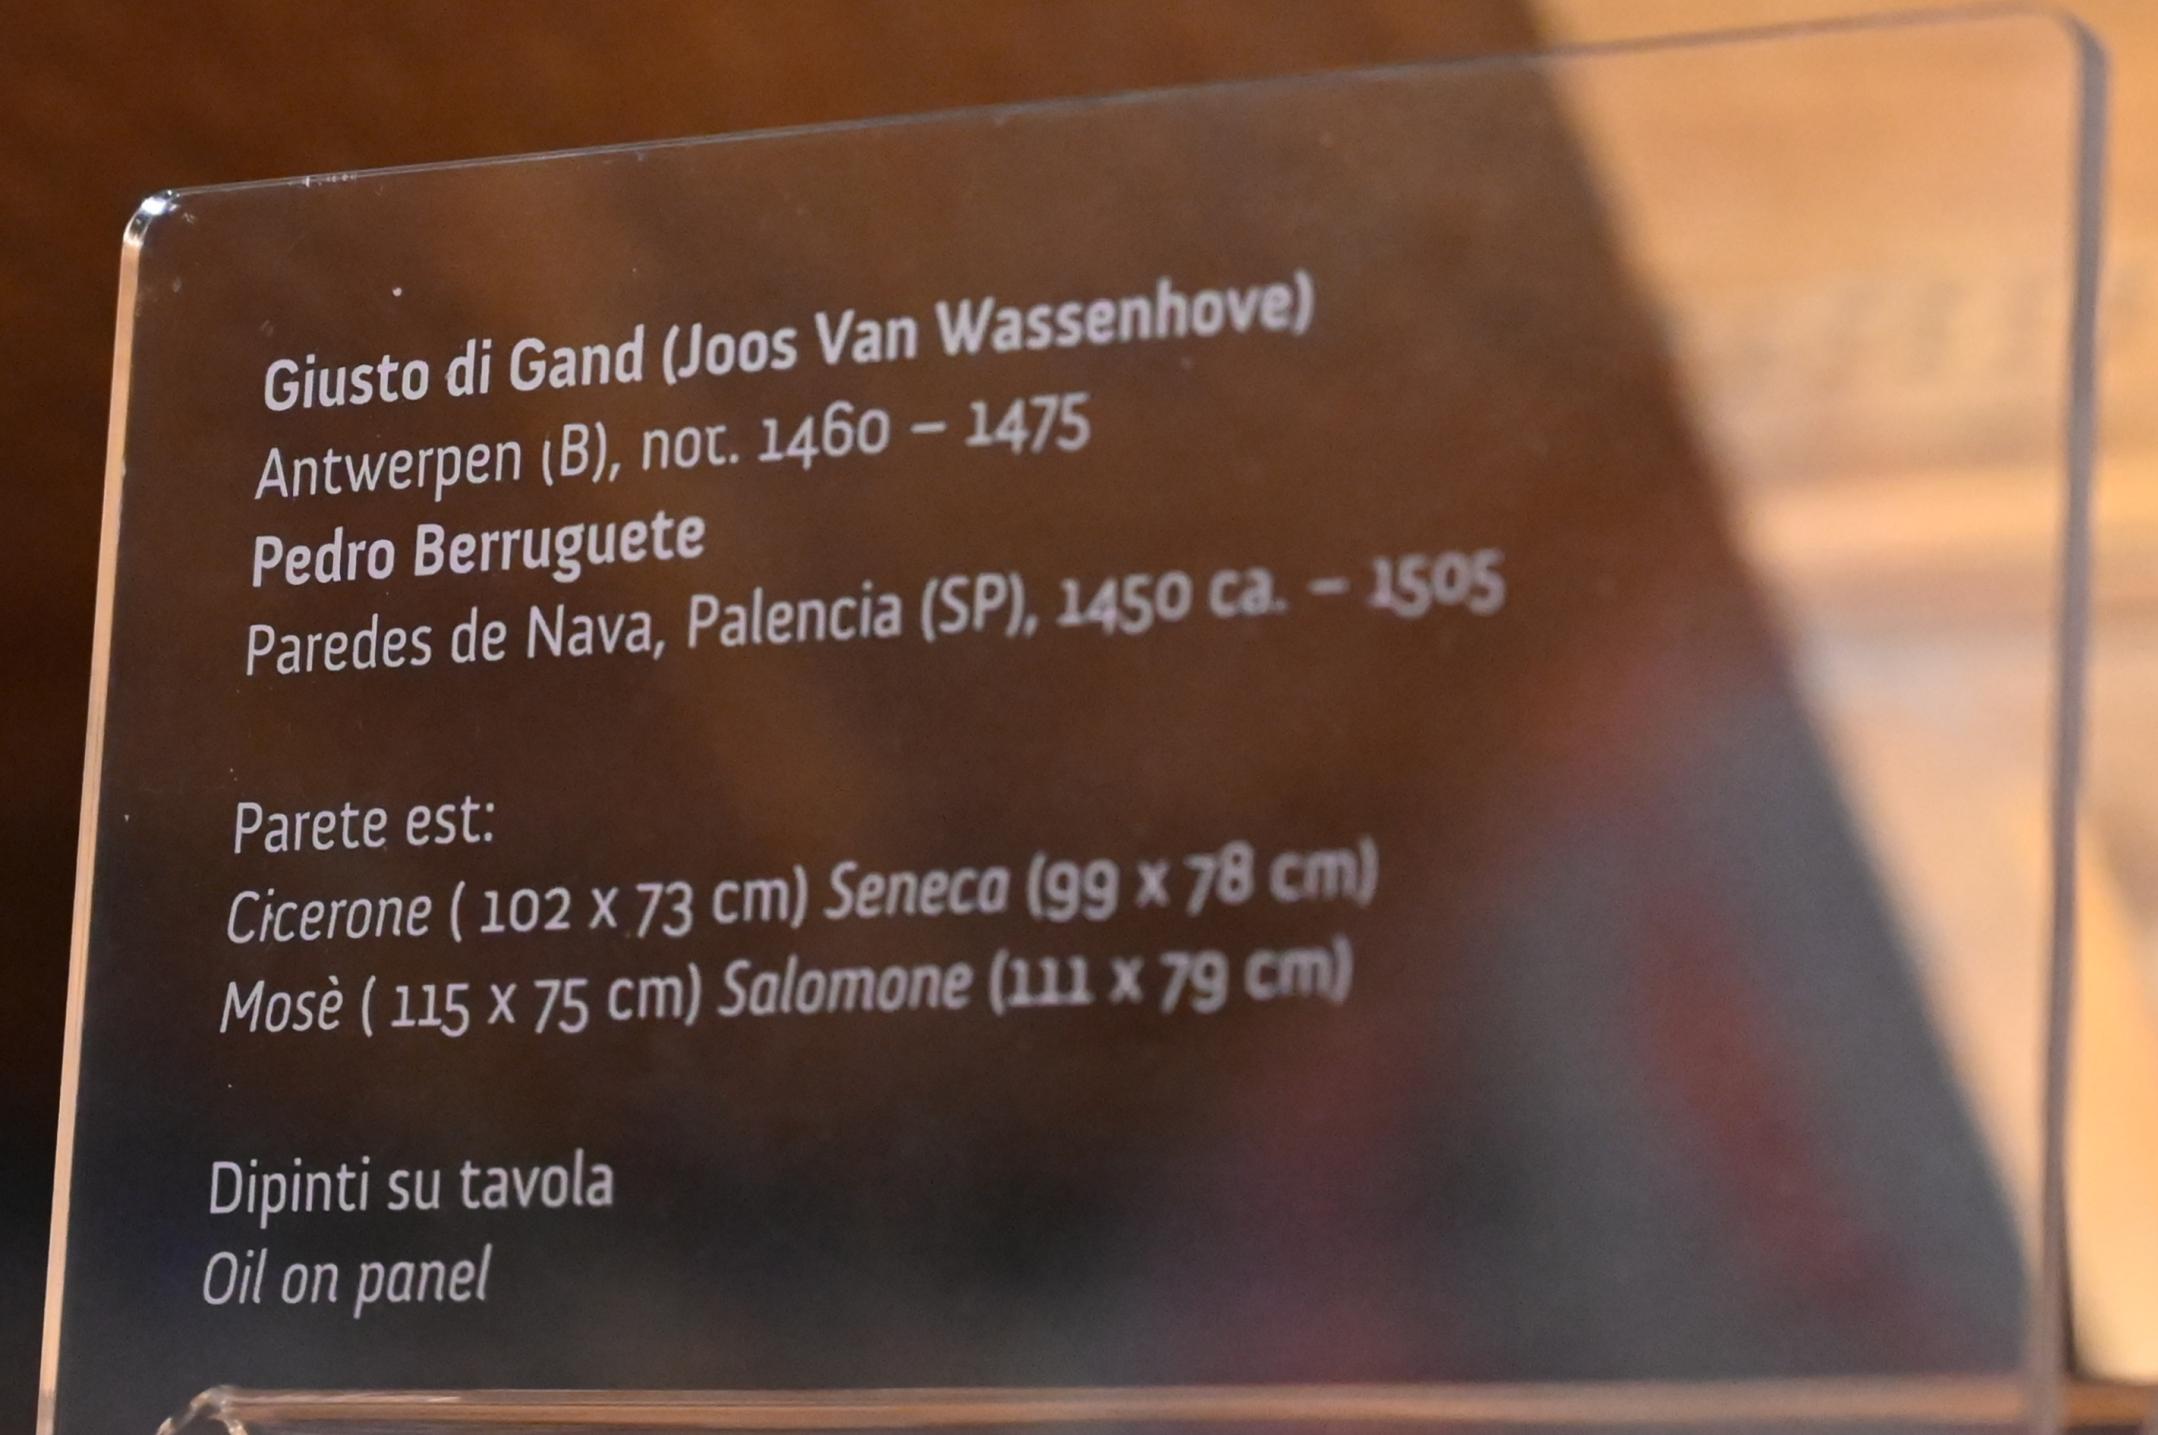 Giusto di Gand (Joos Van Wassenhove)
Antwerpen (B), not. 1460 – 1475
Pedro Berruguete
Paredes de Nava, Palencia (SP), 1450 ca. – 1505
Parete est:
Cicerone ( 102 x 73 cm) Seneca (99 x 78 cm)
Mosè ( 115 x 75 cm) Salomone (111 x 79 cm)
Dipinti su tavola
Oil on panel